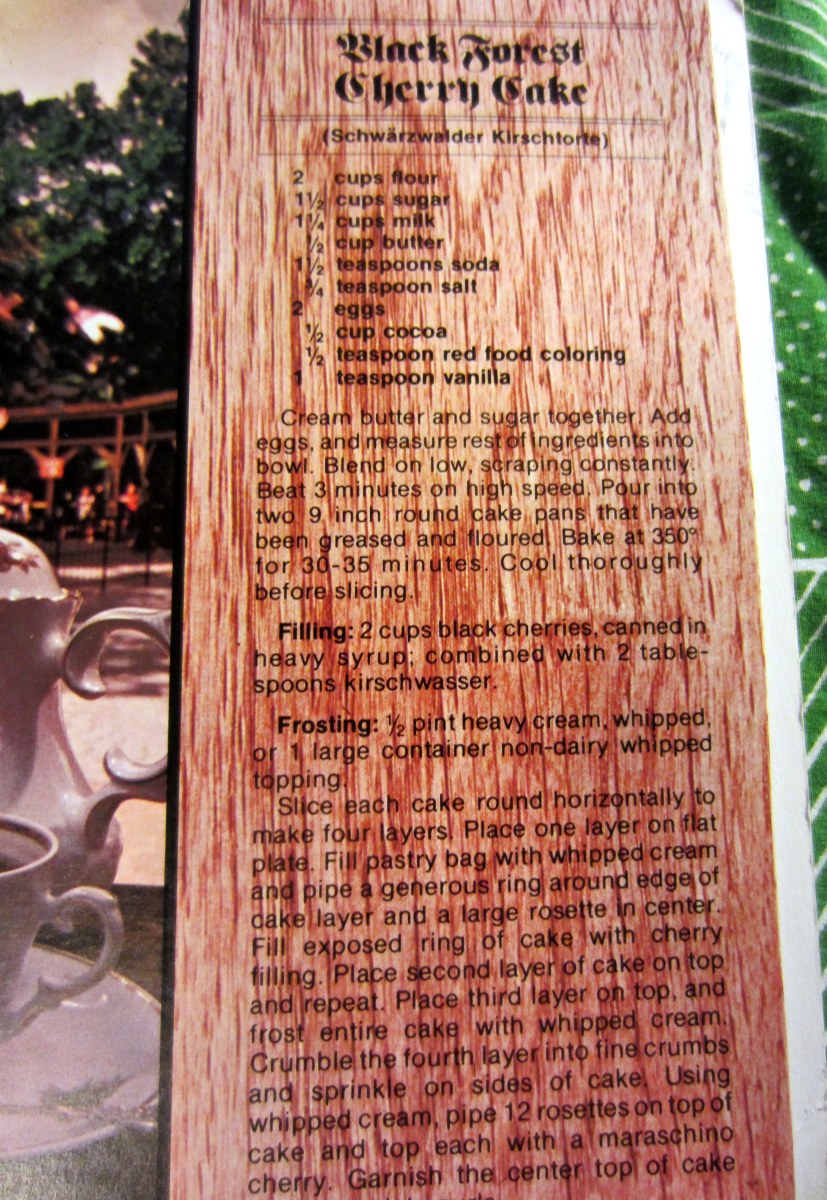 Black Forest
Cherry Cake
(Schwärzwalder Kirschtorte)
2 cups flour
1½ cups sugar
1¼ cups milk
½ cup butter
1½ teaspoons soda
¾ teaspoon salt
2 eggs
½ cup cocoa
½ teaspoon red food coloring
1 teaspoon vanilla
Cream butter and sugar together. Add
eggs, and measure rest of ingredients into
bowl. Blend on low, scraping constantly.
Beat 3 minutes on high speed. Pour into
two 9 inch round cake pans that have
been greased and floured. Bake at 350°
for 30-35 minutes. Cool thoroughly
before slicing.
Filling: 2 cups black cherries, canned in
heavy syrup; combined with 2 table-
spoons kirschwasser.
Frosting: ½ pint heavy cream, whipped,
or 1 large container non-dairy whipped
topping.
Slice each cake round horizontally to
make four layers. Place one layer on flat
plate. Fill pastry bag with whipped cream
and pipe a generous ring around edge of
cake layer and a large rosette in center.
Fill exposed ring of cake with cherry
filling. Place second layer of cake on top
and repeat. Place third layer on top, and
frost entire cake with whipped cream.
Crumble the fourth layer into fine crumbs
and sprinkle on sides of cake. Using
whipped cream, pipe 12 rosettes on top of
cake and top each with a maraschino
cherry. Garnish the center top of cake